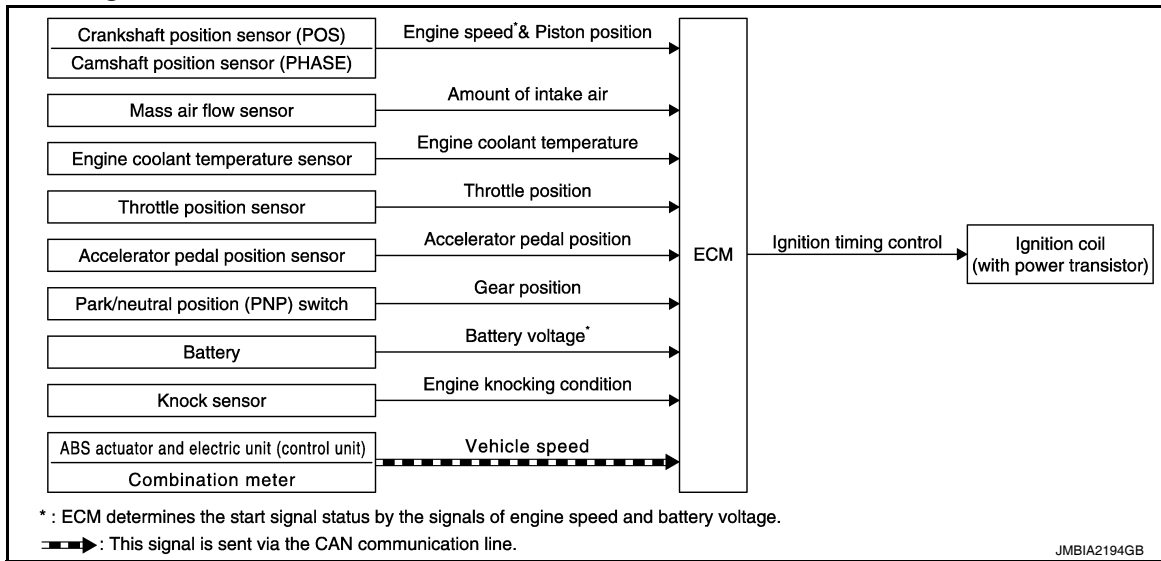 Crankshaft position sensor (POS)
Camshaft position sensor (PHASE)
Engine speed* & Piston position
Mass air flow sensor
Amount of intake air
Engine coolant temperature sensor
Engine coolant temperature
Throttle position sensor
Throttle position
Accelerator pedal position sensor
Accelerator pedal position
ECM
Ignition timing control
Ignition coil
(with power transistor)
Park/neutral position (PNP) switch
Gear position
Battery
Battery voltage*
Knock sensor
Engine knocking condition
ABS actuator and electric unit (control unit)
Combination meter
Vehicle speed
* : ECM determines the start signal status by the signals of engine speed and battery voltage.
: This signal is sent via the CAN communication line.
JMBIA2194GB